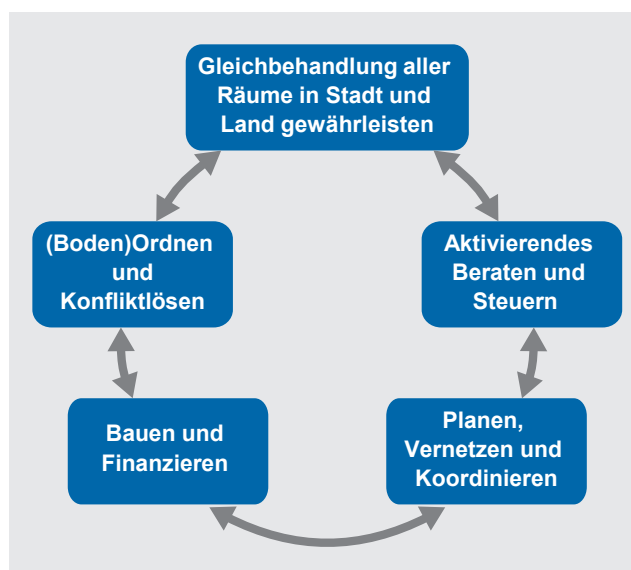 Gleichbehandlung aller
Räume in Stadt und
Land gewährleisten
(Boden)Ordnen
und
Konfliktlösen
Aktivierendes
Beraten und
Steuern
Bauen und
Finanzieren
Planen,
Vernetzen und
Koordinieren